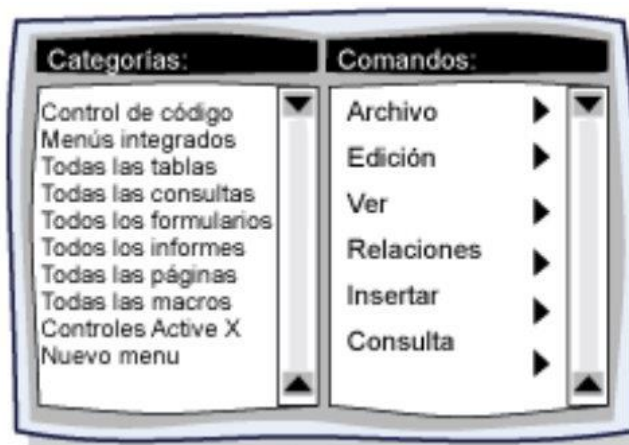 Categorías:
Control de código
Menús integrados
Todas las tablas
Todas las consultas
Todos los formularios
Todos los informes
Todas las páginas
Todas las macros
Controles Active X
Nuevo menu
Comandos:
Archivo
Edición
Ver
Relaciones
Insertar
Consulta